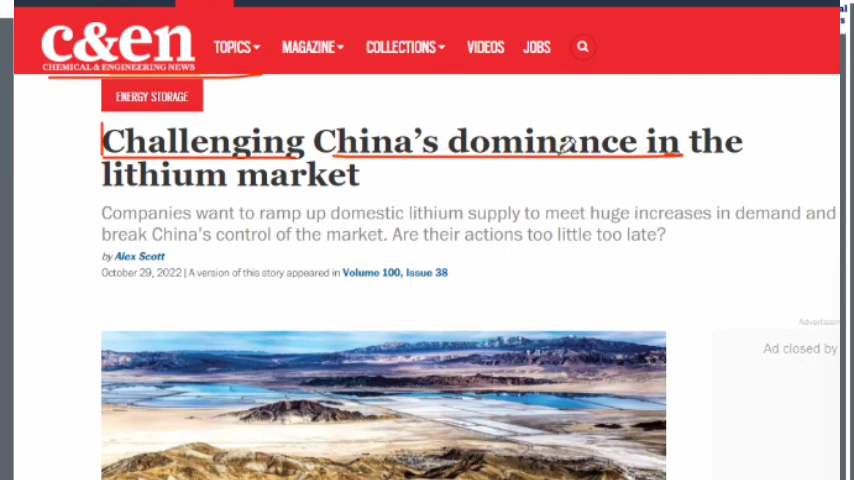 c&en
CHEMICAL & ENGINEERING NEWS
TOPICS MAGAZINE COLLECTIONS VIDEOS JOBS
ENERGY STORAGE
Challenging China's dominance in the
lithium market
Companies want to ramp up domestic lithium supply to meet huge increases in demand and
break China's control of the market. Are their actions too little too late?
by Alex Scott
October 29, 2022 | A version of this story appeared in Volume 100, Issue 38
Ad closed by